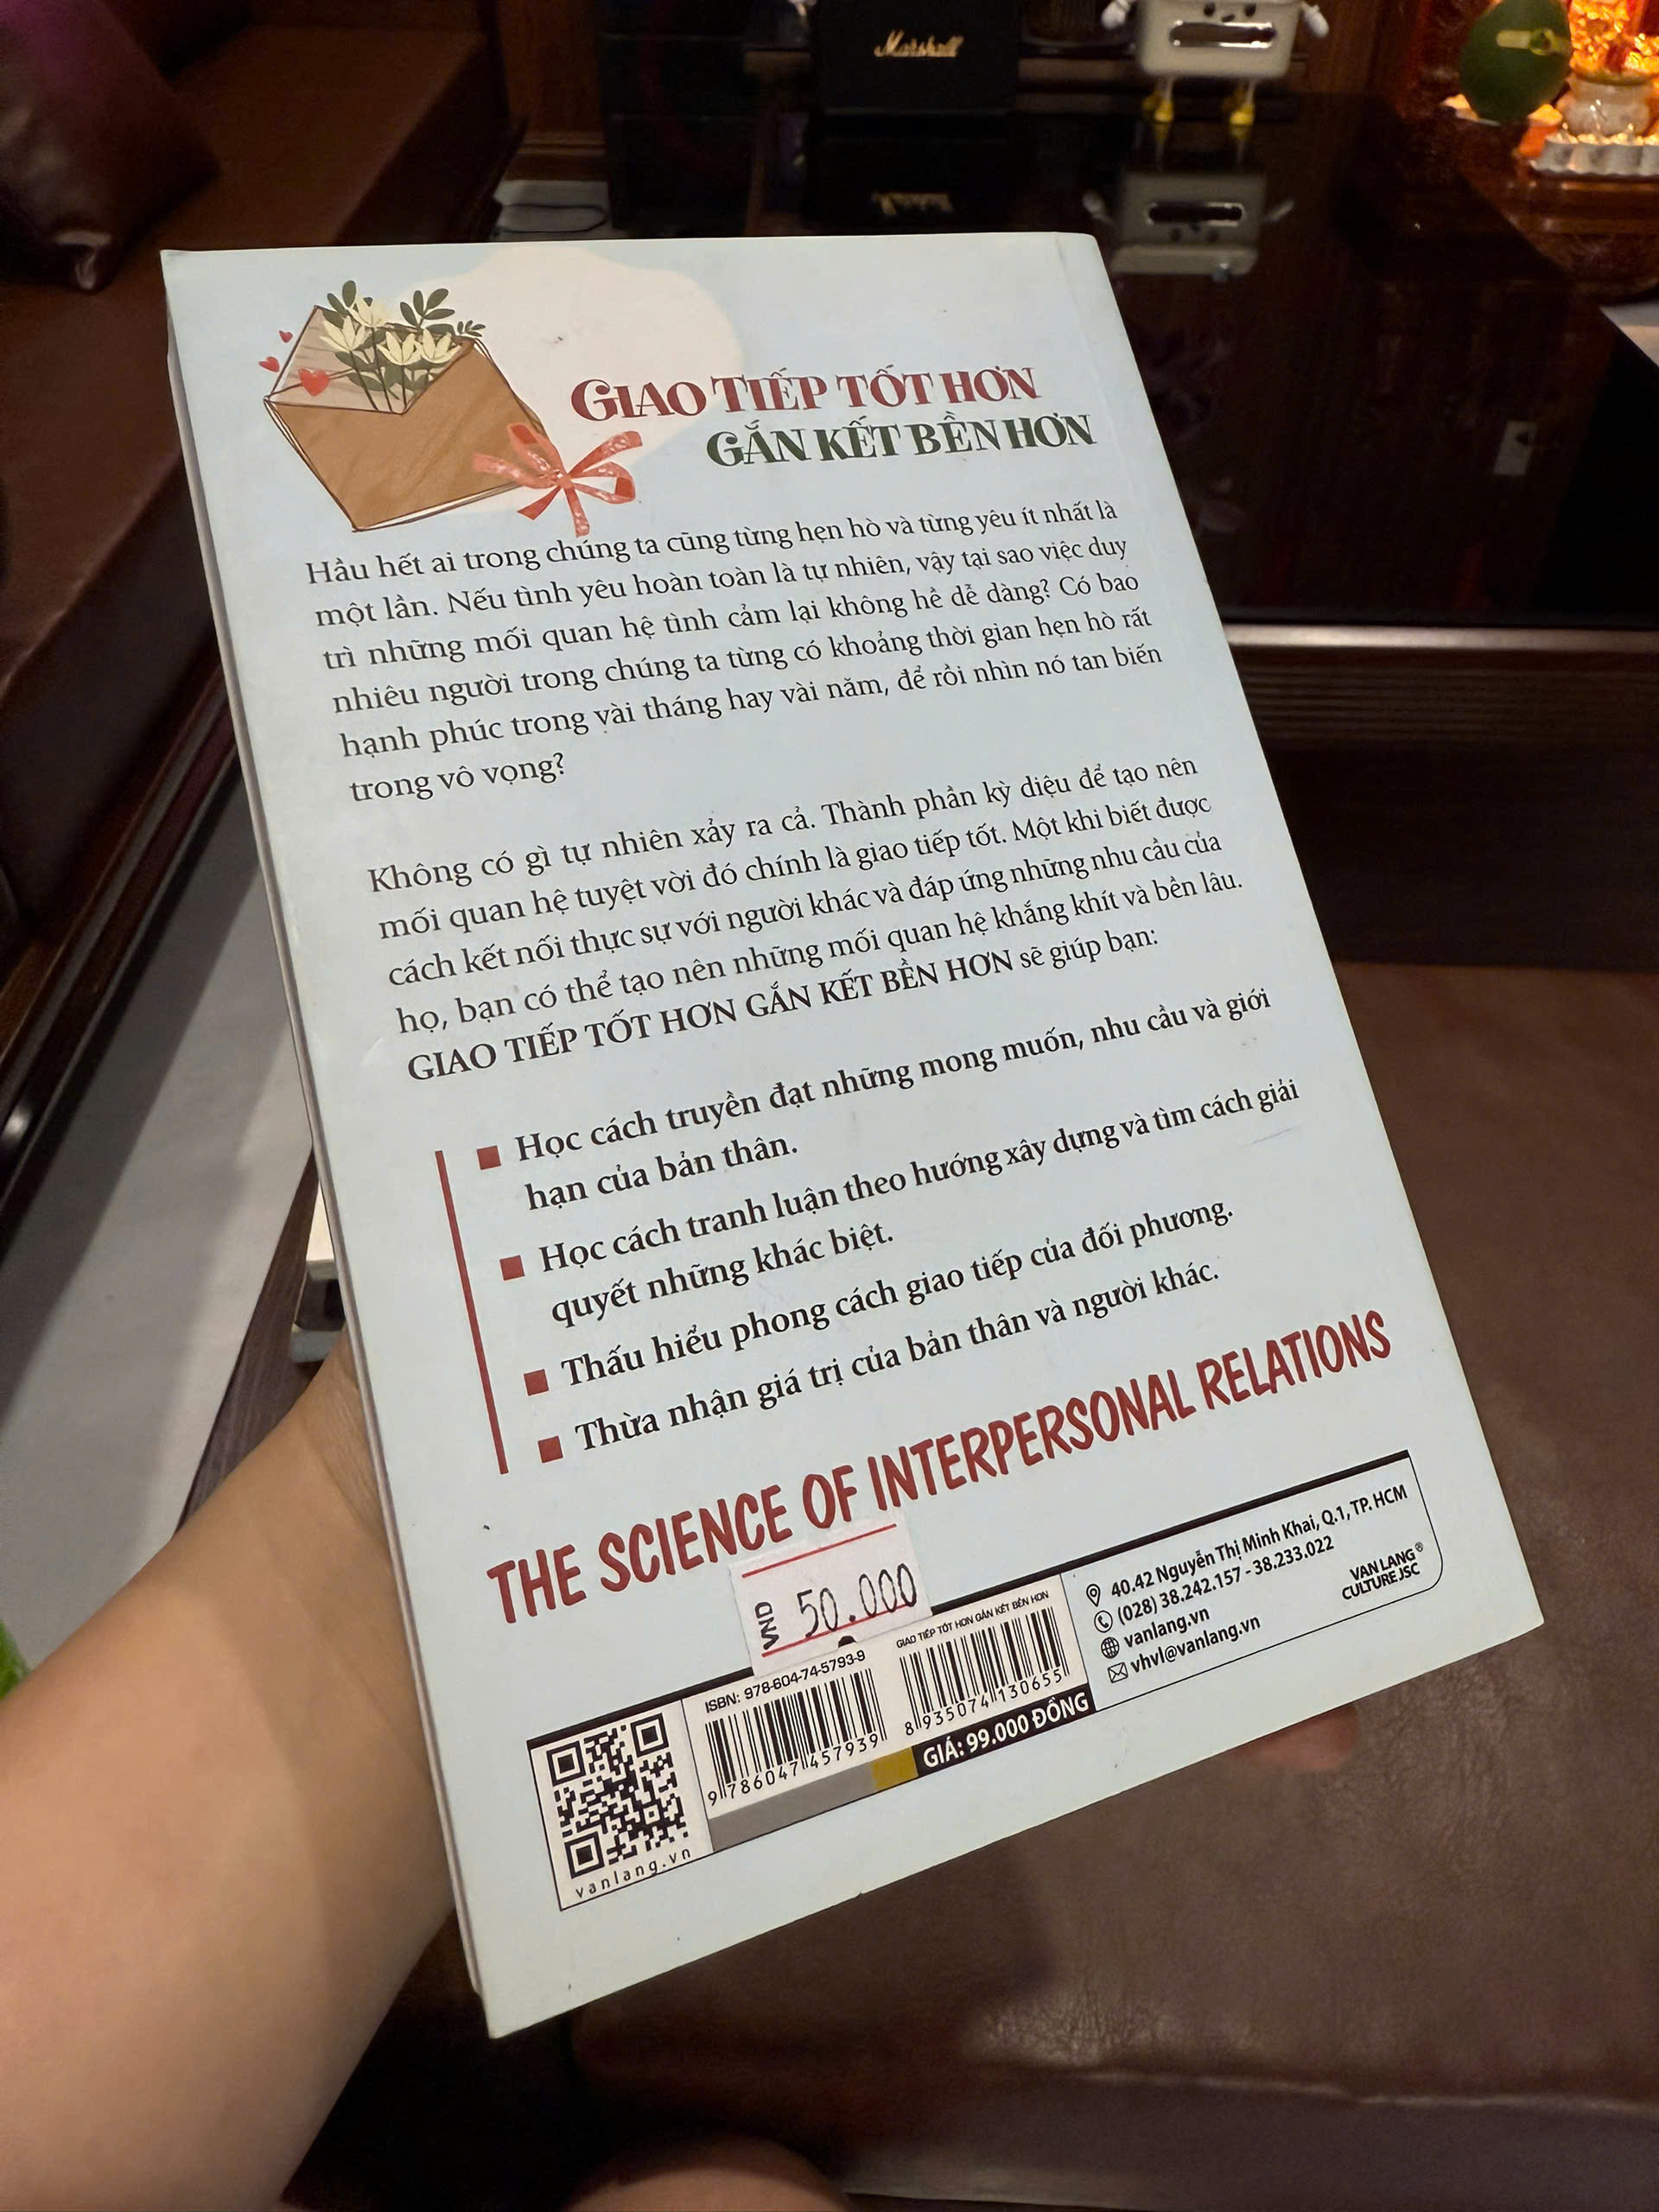 Marshall
GIAO TIẾP TỐT HƠN
GẮN KẾT BỀN HƠN
Hầu hết ai trong chúng ta cũng từng hẹn hò và từng yêu ít nhất là
một lần. Nếu tình yêu hoàn toàn là tự nhiên, vậy tại sao việc duy
trì những mối quan hệ tình cảm lại không hề dễ dàng? Có bao
nhiêu người trong chúng ta từng có khoảng thời gian hẹn hò rất
hạnh phúc trong vài tháng hay vài năm, để rồi nhìn nó tan biến
trong vô vọng?
Không có gì tự nhiên xảy ra cả. Thành phần kỳ diệu để tạo nên
mối quan hệ tuyệt vời đó chính là giao tiếp tốt. Một khi biết được
cách kết nối thực sự với người khác và đáp ứng những nhu cầu của
họ, bạn có thể tạo nên những mối quan hệ khắng khít và bền lâu.
GIAO TIẾP TỐT HƠN GẮN KẾT BỀN HƠN sẽ giúp bạn:
■ Học cách truyền đạt những mong muốn, nhu cầu và giới
hạn của bản thân.
■ Học cách tranh luận theo hướng xây dựng và tìm cách giải
quyết những khác biệt.
■ Thấu hiểu phong cách giao tiếp của đối phương.
■ Thừa nhận giá trị của bản thân và người khác.
THE SCIENCE OF INTERPERSONAL RELATIONS
VND 50.000
ISBN: 978-604-74-5793-9
9 786047 457939
GIAO TIẾP TỐT HƠN GẮN KẾT BỀN HƠN
8 935074 130655
GIÁ: 99.000 ĐỒNG
vanlang.vn
40.42 Nguyễn Thị Minh Khai, Q.1, TP. HCM
(028) 38.242.157 - 38.233.022
vanlang.vn
vhvl@vanlang.vn
VAN LANG®
CULTURE JSC